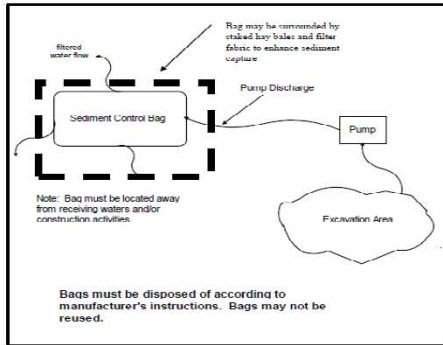 Bag may be surrounded by
staked hay bales and filter
fabric to enhance sediment
capture
filtered
water flow
Pump Discharge
Sediment Control Bag
Pump
Note: Bag must be located away
from receiving waters and/or
construction activities
Excavation Area
Bags must be disposed of according to
manufacturer's instructions. Bags may not be
reused.